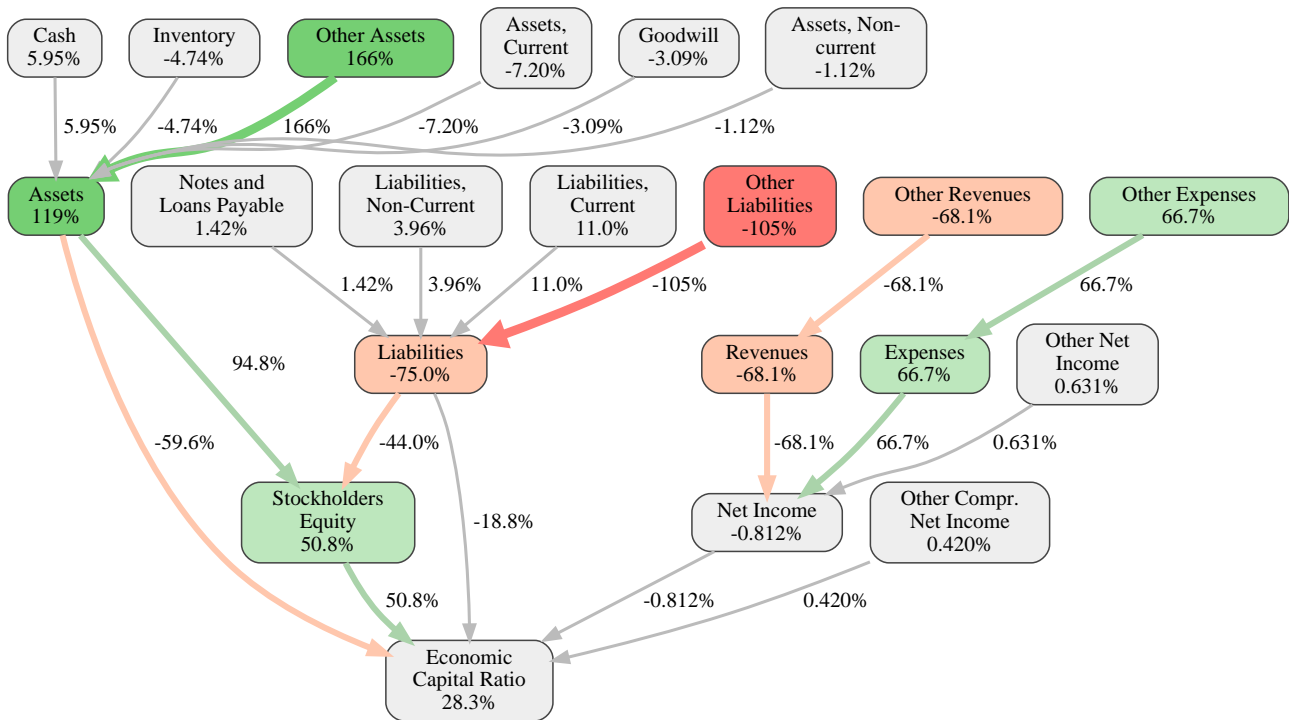 Cash
5.95%
Inventory
-4.74%
Other Assets
166%
Assets,
Current
-7.20%
Goodwill
-3.09%
Assets, Non-
current
-1.12%
5.95%
-4.74%
166%
-7.20%
-3.09%
-1.12%
Assets
119%
Notes and
Loans Payable
1.42%
Liabilities,
Non-Current
3.96%
Liabilities,
Current
11.0%
Other
Liabilities
-105%
Other Revenues
-68.1%
Other Expenses
66.7%
1.42%
3.96%
11.0%
-105%
-68.1%
66.7%
94.8%
Liabilities
-75.0%
Revenues
-68.1%
Expenses
66.7%
Other Net
Income
0.631%
-59.6%
-44.0%
-68.1%
66.7%
0.631%
Stockholders
Equity
50.8%
-18.8%
Net Income
-0.812%
Other Compr.
Net Income
0.420%
50.8%
-0.812%
0.420%
Economic
Capital Ratio
28.3%